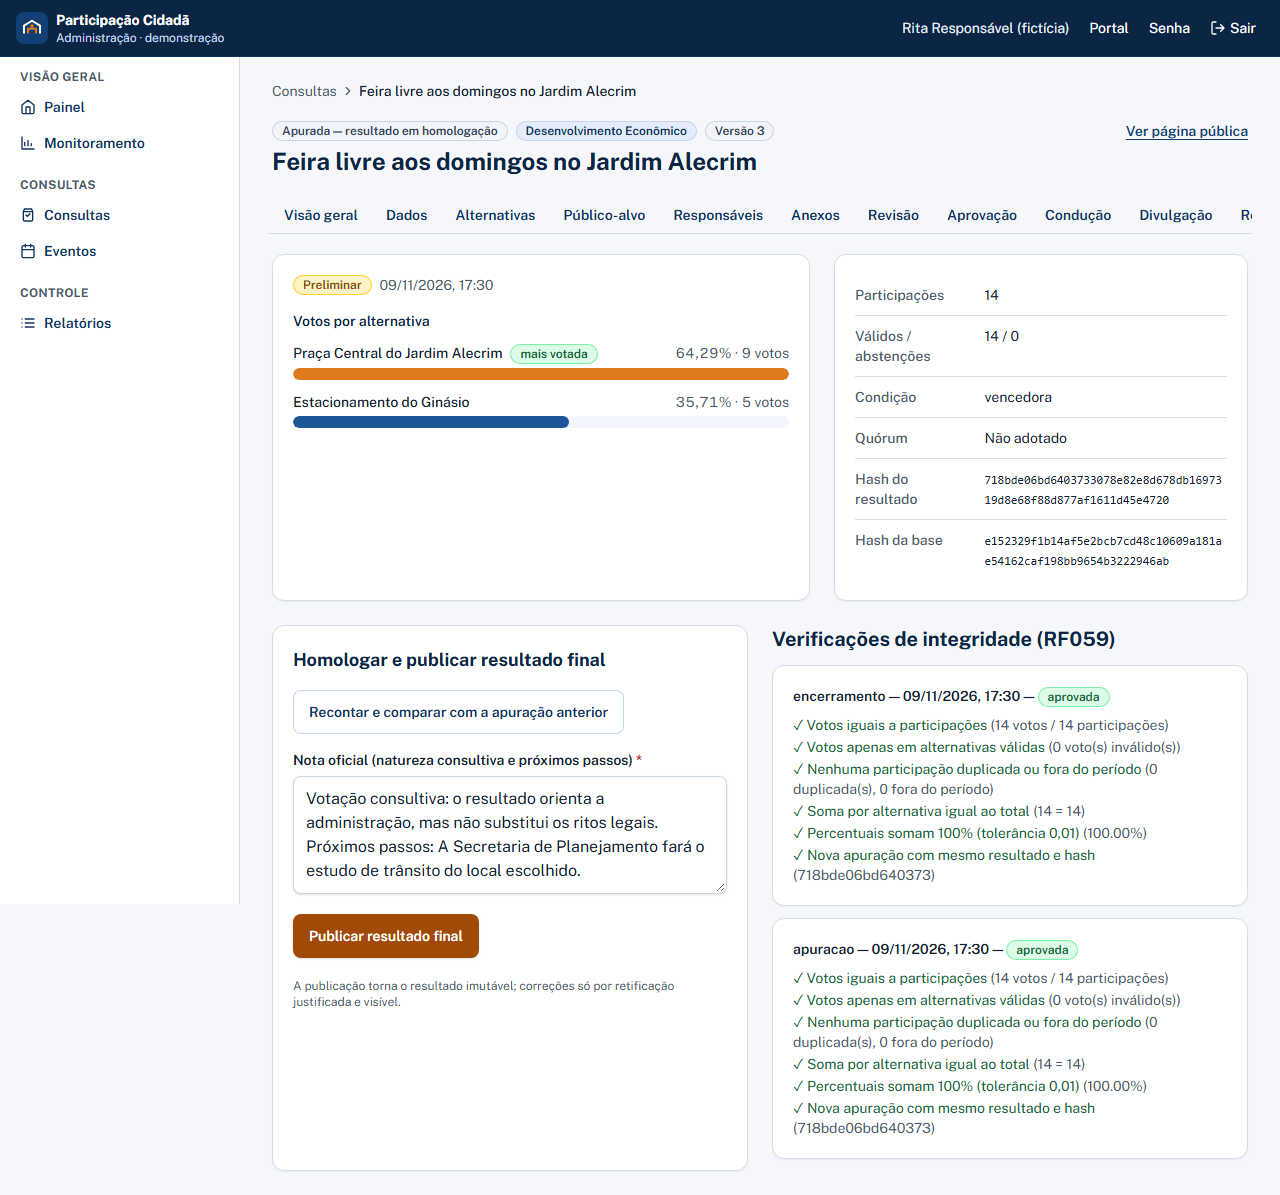 Participação Cidadã
Administração · demonstração
Rita Responsável (fictícia)
Portal
Senha
Sair
VISÃO GERAL
Painel
Monitoramento
CONSULTAS
Consultas
Eventos
CONTROLE
Relatórios
Consultas > Feira livre aos domingos no Jardim Alecrim
Apurada — resultado em homologação
Desenvolvimento Econômico
Versão 3
Ver página pública
Feira livre aos domingos no Jardim Alecrim
Visão geral
Dados
Alternativas
Público-alvo
Responsáveis
Anexos
Revisão
Aprovação
Condução
Divulgação
Preliminar 09/11/2026, 17:30
Votos por alternativa
Praça Central do Jardim Alecrim mais votada 64,29% · 9 votos
Estacionamento do Ginásio 35,71% · 5 votos
Participações 14
Válidos / 14 / 0
abstenções
Condição vencedora
Quórum Não adotado
Hash do 718bde06bd6403733078e82e8d678db16973
resultado 19d8e68f88d877af1611d45e4720
Hash da base e152329f1b14af5e2bcb7cd48c10609a181a
e54162caf198bb9654b3222946ab
Homologar e publicar resultado final
Recontar e comparar com a apuração anterior
Nota oficial (natureza consultiva e próximos passos) *
Votação consultiva: o resultado orienta a
administração, mas não substitui os ritos legais.
Próximos passos: A Secretaria de Planejamento fará o
estudo de trânsito do local escolhido.
Publicar resultado final
A publicação torna o resultado imutável; correções só por retificação
justificada e visível.
Verificações de integridade (RF059)
encerramento — 09/11/2026, 17:30 — aprovada
✓ Votos iguais a participações (14 votos / 14 participações)
✓ Votos apenas em alternativas válidas (0 voto(s) inválido(s))
✓ Nenhuma participação duplicada ou fora do período (0
duplicada(s), 0 fora do período)
✓ Soma por alternativa igual ao total (14 = 14)
✓ Percentuais somam 100% (tolerância 0,01) (100.00%)
✓ Nova apuração com mesmo resultado e hash
(718bde06bd640373)
apuracao — 09/11/2026, 17:30 — aprovada
✓ Votos iguais a participações (14 votos / 14 participações)
✓ Votos apenas em alternativas válidas (0 voto(s) inválido(s))
✓ Nenhuma participação duplicada ou fora do período (0
duplicada(s), 0 fora do período)
✓ Soma por alternativa igual ao total (14 = 14)
✓ Percentuais somam 100% (tolerância 0,01) (100.00%)
✓ Nova apuração com mesmo resultado e hash
(718bde06bd640373)